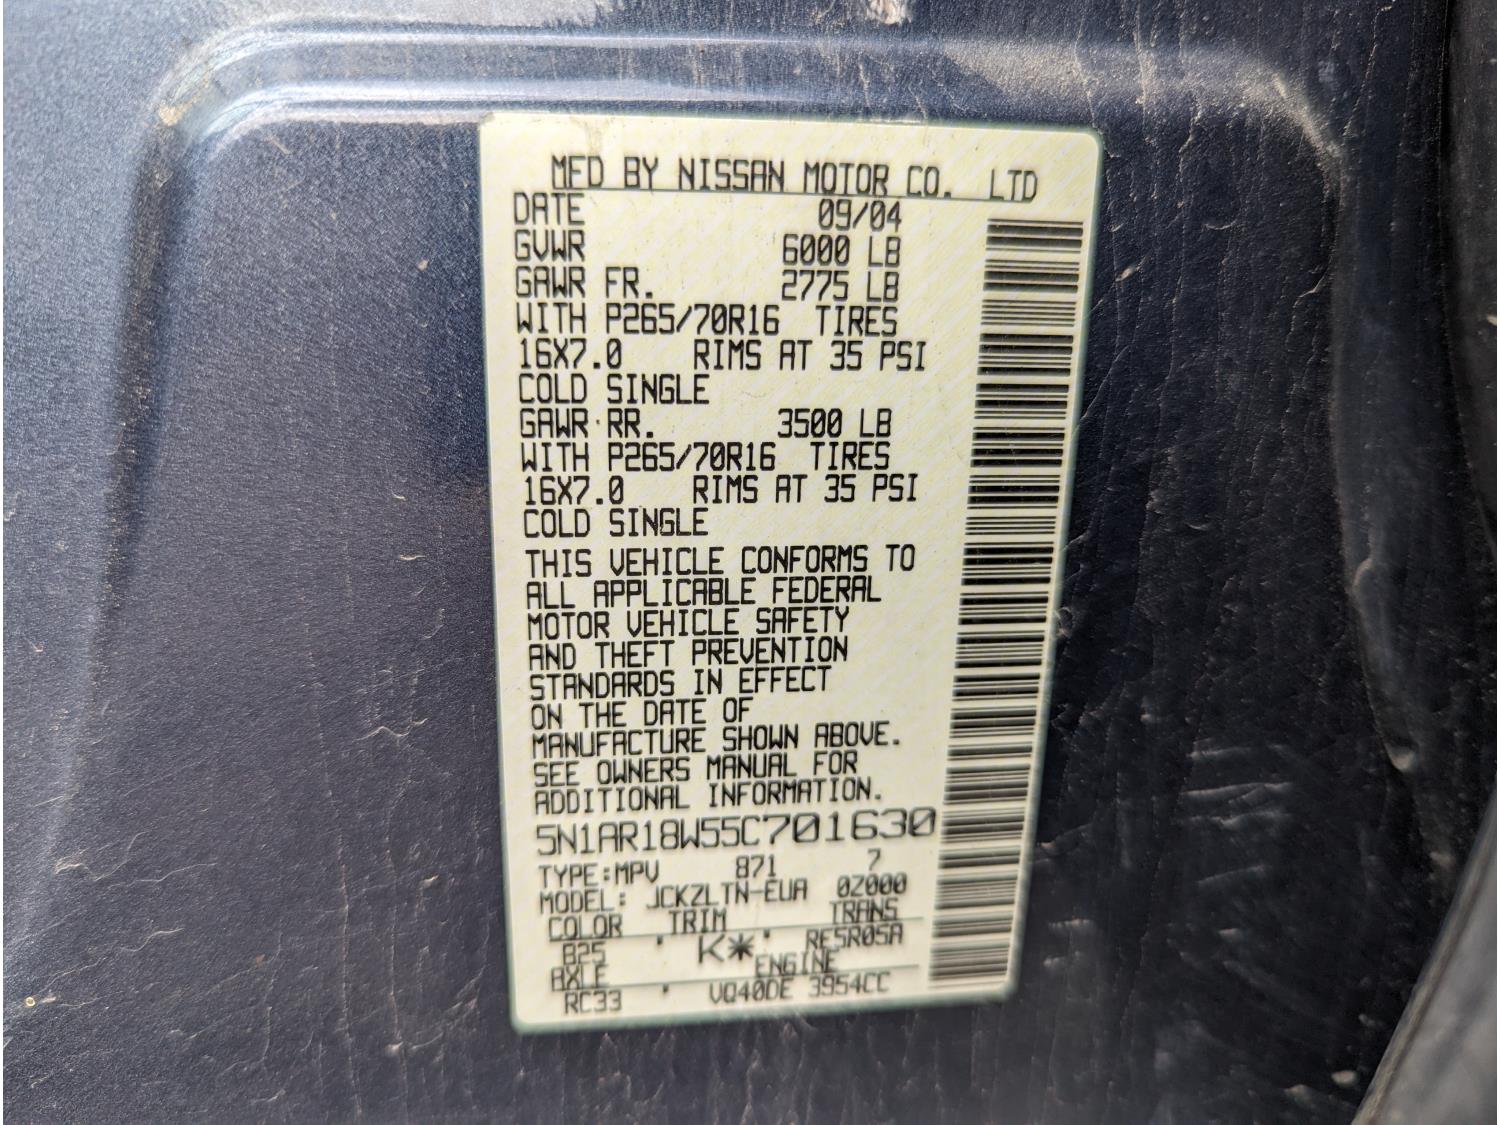 MFD BY NISSAN MOTOR CO. LTD
DATE 09/04
GVWR 6000 LB
GAWR FR. 2775 LB
WITH P265/70R16 TIRES
16X7.0 RIMS AT 35 PSI
COLD SINGLE
GAWR RR. 3500 LB
WITH P265/70R16 TIRES
16X7.0 RIMS AT 35 PSI
COLD SINGLE
THIS VEHICLE CONFORMS TO
ALL APPLICABLE FEDERAL
MOTOR VEHICLE SAFETY
AND THEFT PREVENTION
STANDARDS IN EFFECT
ON THE DATE OF
MANUFACTURE SHOWN ABOVE.
SEE OWNERS MANUAL FOR
ADDITIONAL INFORMATION.
5N1AR18W55C701630
TYPE:MPV 871 7
MODEL: JCKZLTN-EUA 0Z000
COLOR TRIM TRANS
B25 K* RE5R05A
AXLE ENGINE
RC33 VQ40DE 3954CC